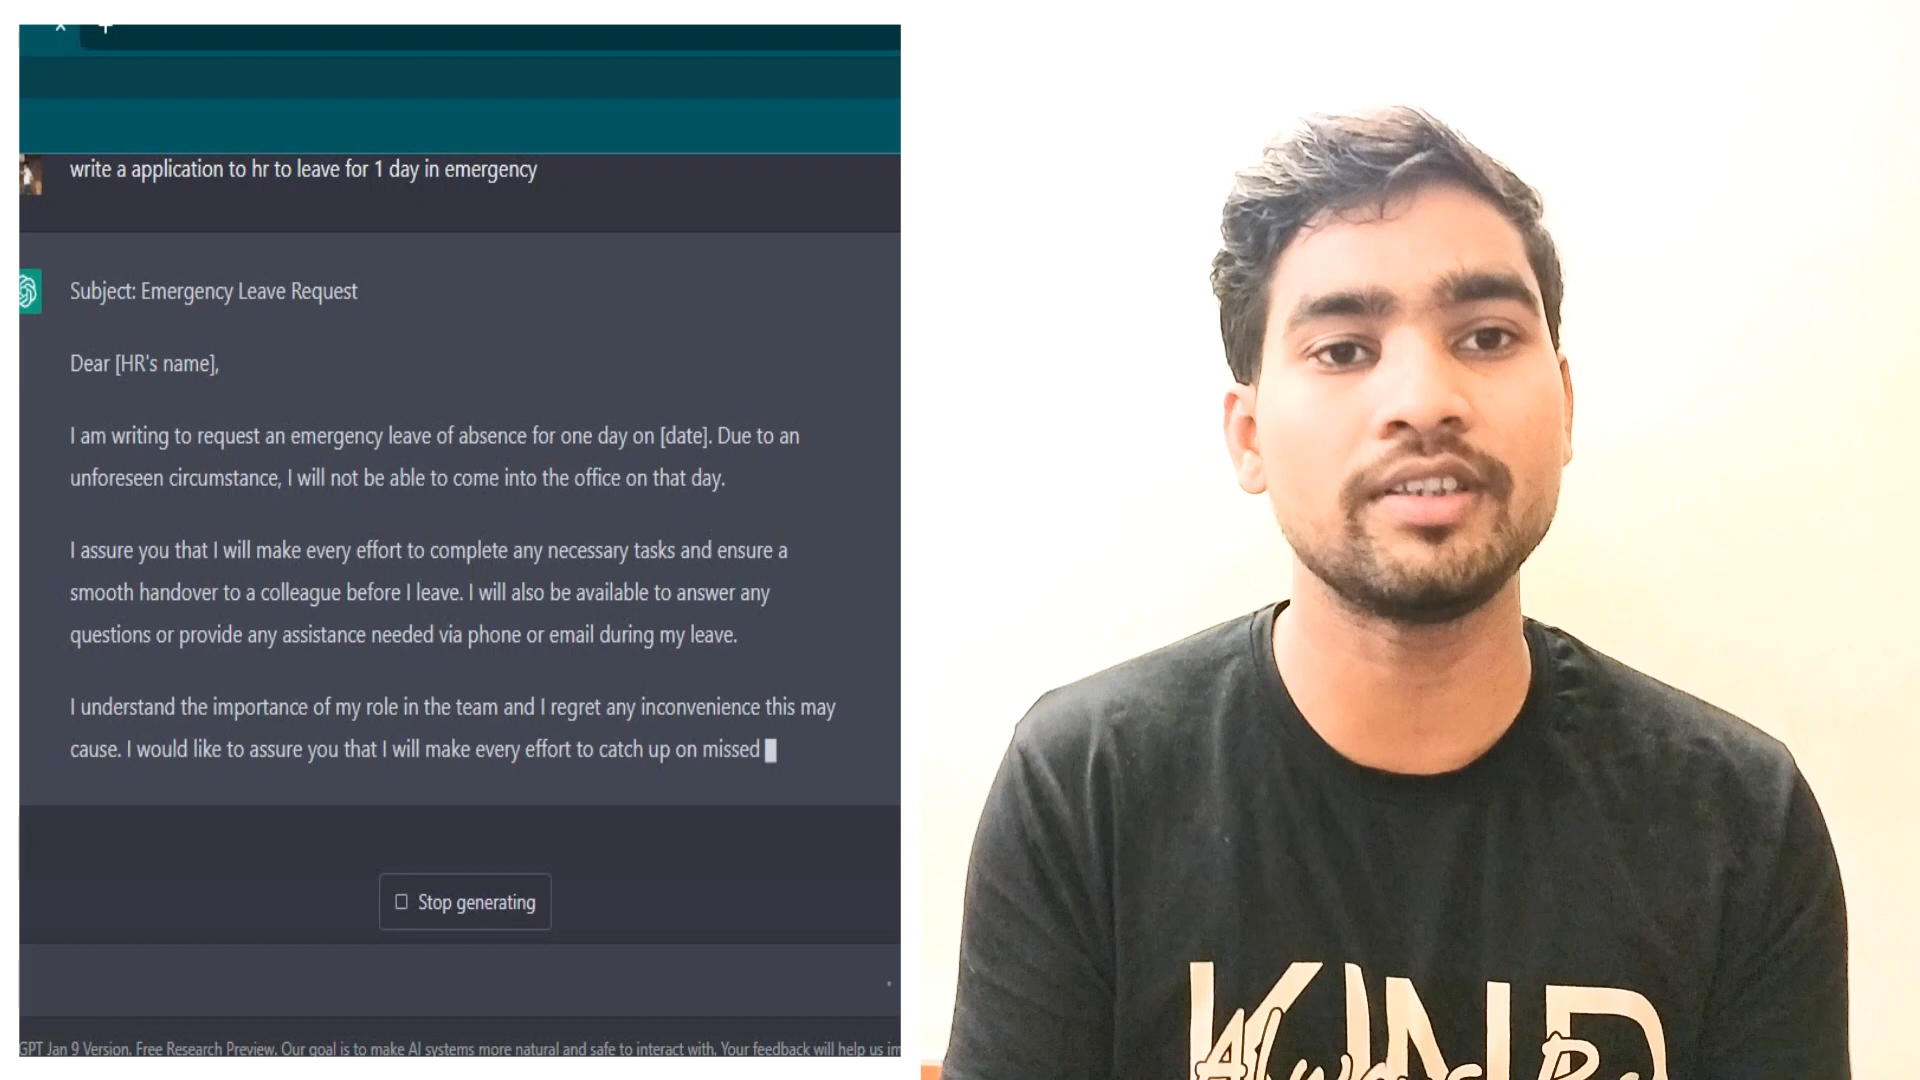 write a application to hr to leave for 1 day in emergency
Subject: Emergency Leave Request
Dear [HR's name],
I am writing to request an emergency leave of absence for one day on [date]. Due to an
unforeseen circumstance, I will not be able to come into the office on that day.
I assure you that I will make every effort to complete any necessary tasks and ensure a
smooth handover to a colleague before I leave. I will also be available to answer any
questions or provide any assistance needed via phone or email during my leave.
I understand the importance of my role in the team and I regret any inconvenience this may
cause. I would like to assure you that I will make every effort to catch up on missed
Stop generating
GPT Jan 9 Version. Free Research Preview. Our goal is to make AI systems more natural and safe to interact with. Your feedback will help us im
KIND
Always Be